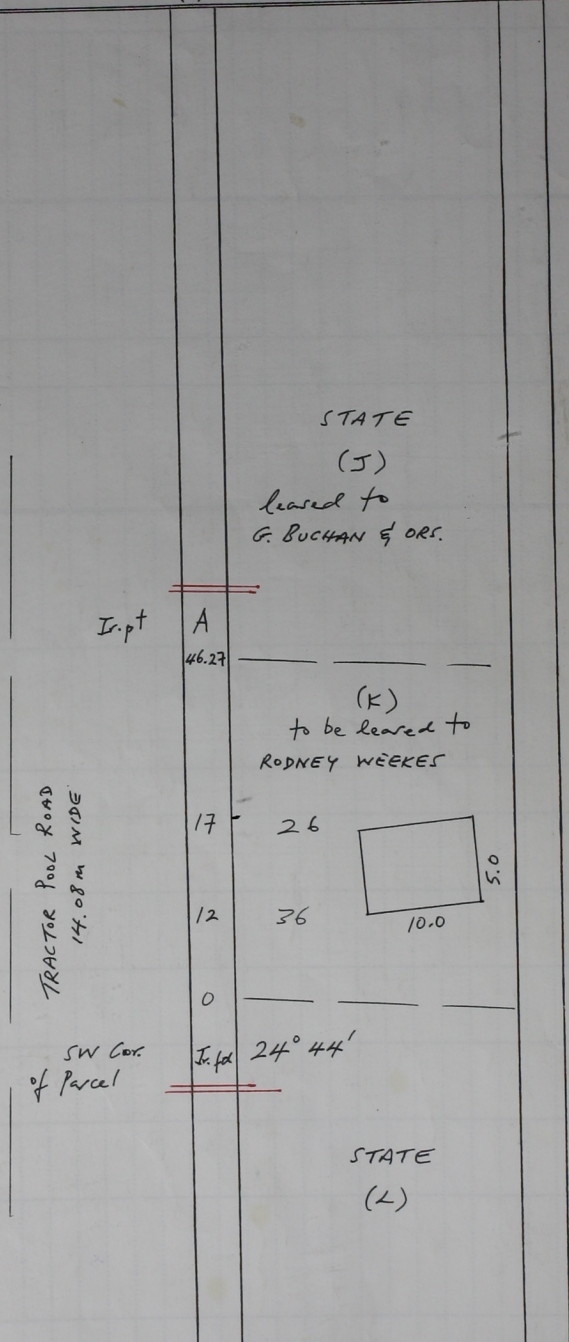 STATE
(J)
leased to
G. BUCHAN & ORS.
Ir.pt A
46.27
(K)
to be leased to
RODNEY WEEKES
17 26
5.0
12 36
10.0
TRACTOR POOL ROAD
14.08m WIDE
0
SW Cor. Ir.fd 24° 44'
of Parcel
STATE
(L)